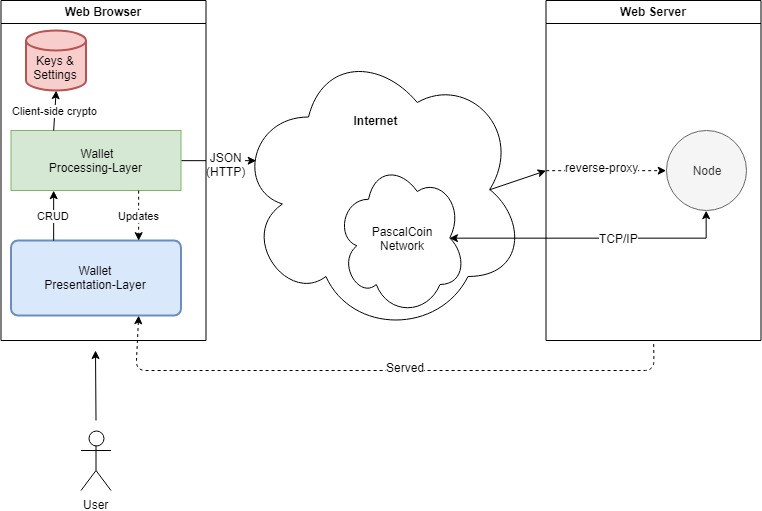 Web Browser
Web Server
Keys &
Settings
Client-side crypto
Wallet
Processing-Layer
JSON
(HTTP)
Internet
reverse-proxy
Node
CRUD
Updates
PascalCoin
Network
TCP/IP
Wallet
Presentation-Layer
Served
User